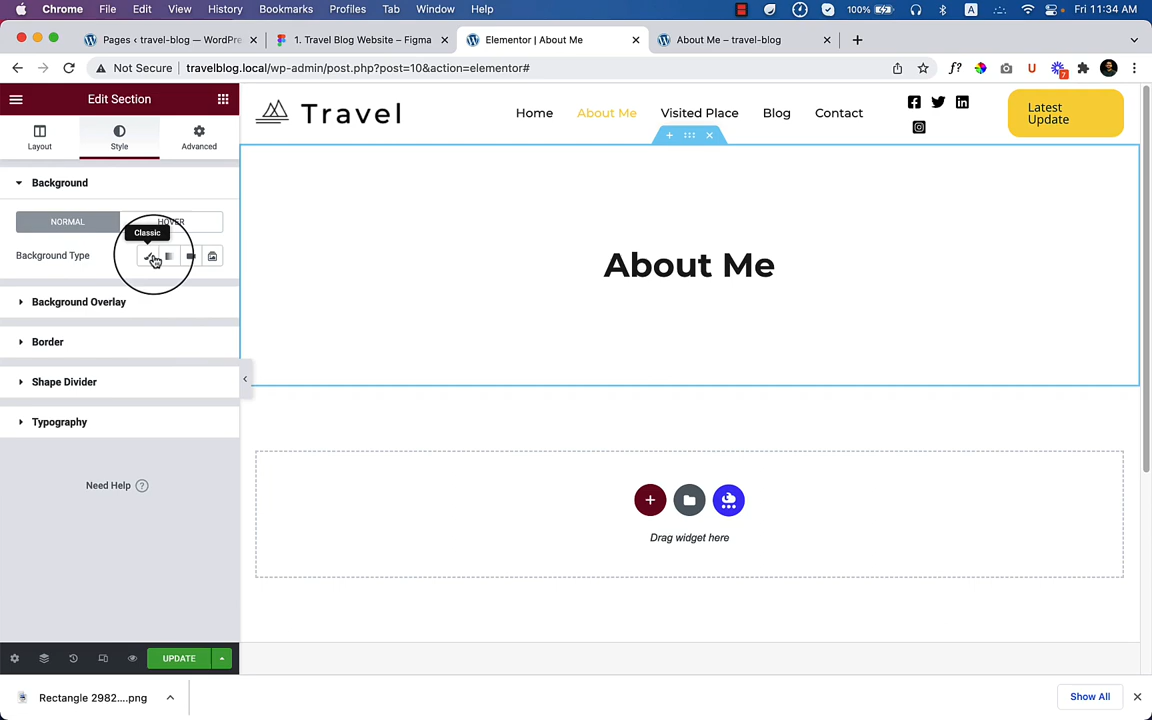 Chrome File Edit View History Bookmarks Profiles Tab Window Help 100% A Fri 11:34 AM
Pages ‹ travel-blog — WordPre 1. Travel Blog Website – Figma Elementor | About Me About Me – travel-blog
Not Secure travelblog.local/wp-admin/post.php?post=10&action=elementor# f? U 7
Edit Section
Travel
Home About Me Visited Place Blog Contact
Latest
Update
Layout Style Advanced
Background
NORMAL HOVER
Classic
Background Type
About Me
Background Overlay
Border
Shape Divider
Typography
Need Help ?
Drag widget here
UPDATE
Rectangle 2982....png
Show All